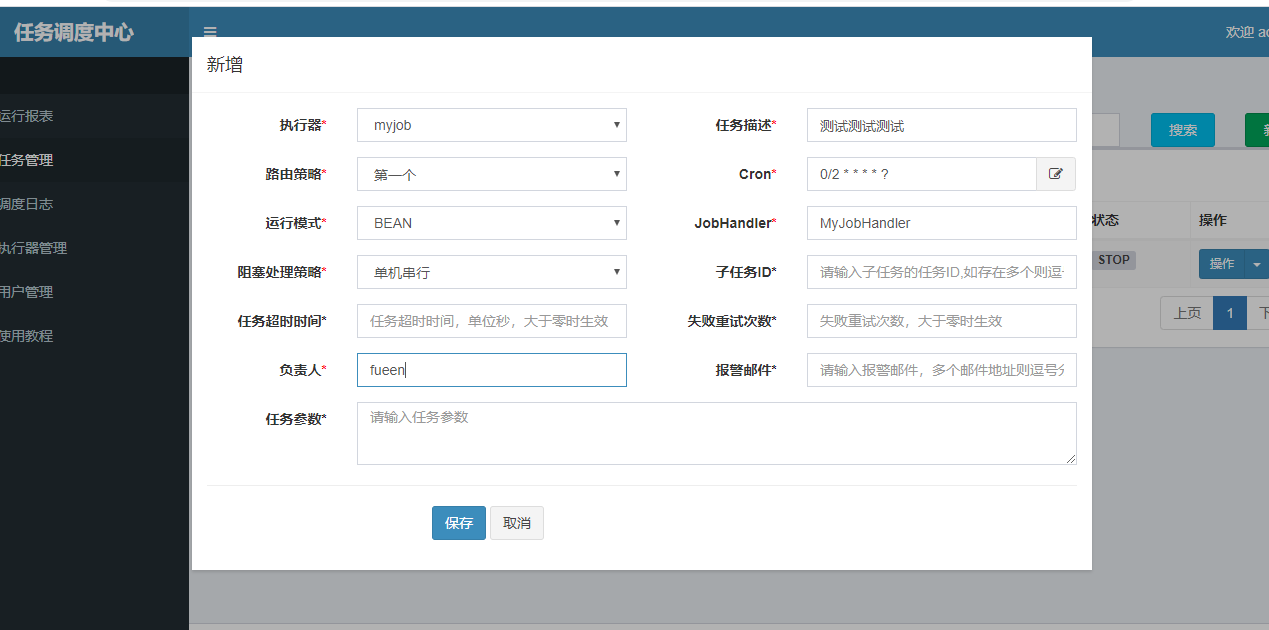 任务调度中心
欢迎
新增
运行报表
任务管理
调度日志
执行器管理
用户管理
使用教程
执行器* myjob 任务描述* 测试测试测试
路由策略* 第一个 Cron* 0/2 * * * * ?
运行模式* BEAN JobHandler* MyJobHandler
阻塞处理策略* 单机串行 子任务ID* 请输入子任务的任务ID,如存在多个则逗
任务超时时间* 任务超时时间，单位秒，大于零时生效 失败重试次数* 失败重试次数，大于零时生效
负责人* fueen 报警邮件* 请输入报警邮件，多个邮件地址则逗号分
任务参数* 请输入任务参数
保存 取消
搜索
状态 操作
STOP 操作
上页 1 下